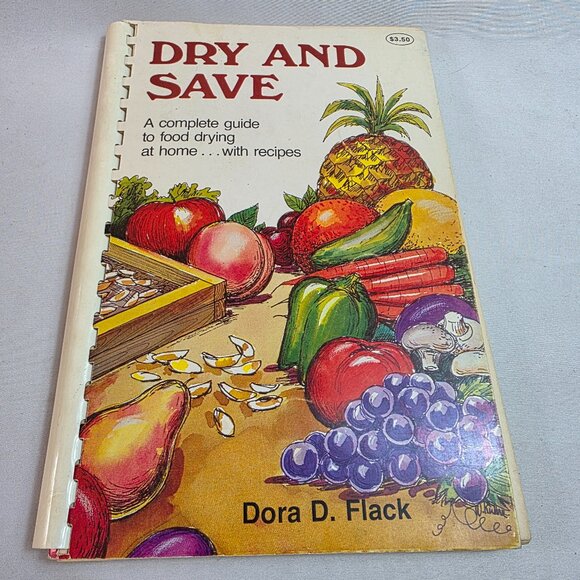 $3.50
DRY AND
SAVE
A complete guide
to food drying
at home...with recipes
Dora D. Flack